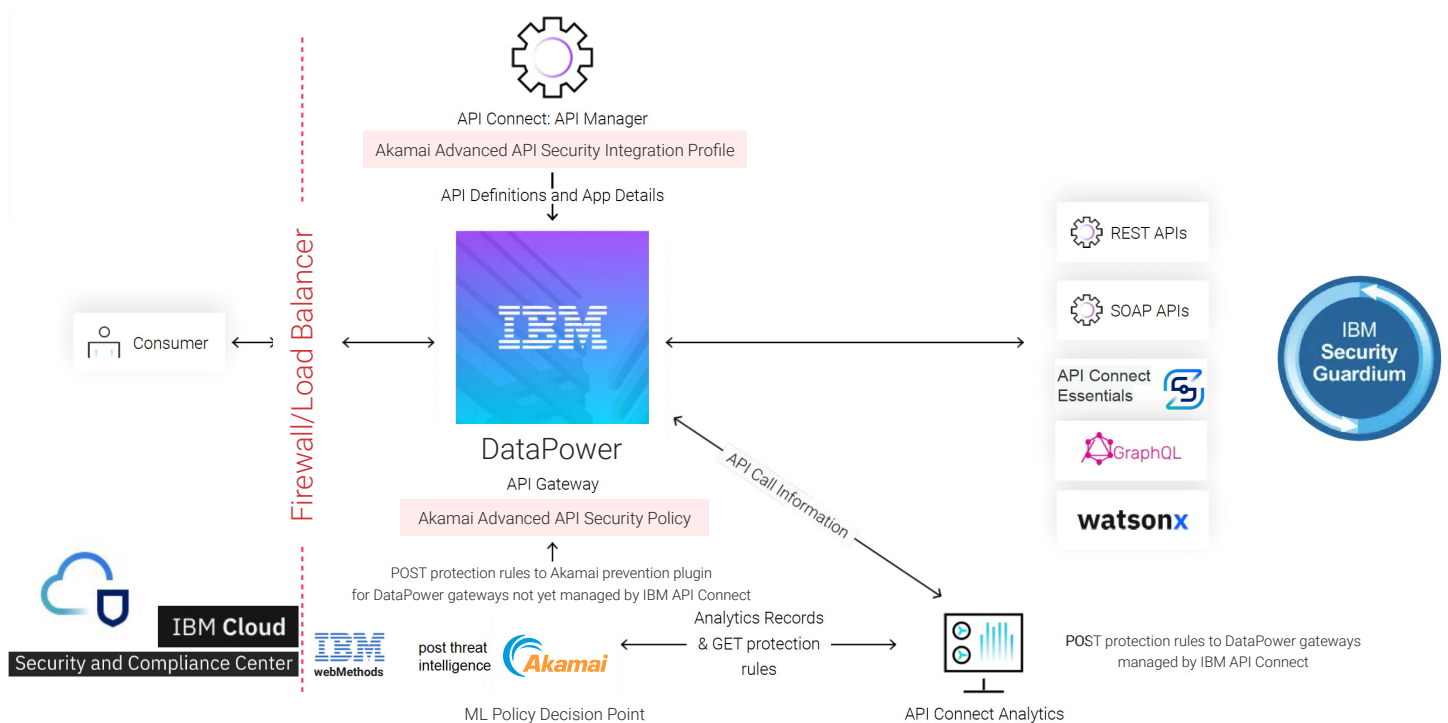 API Connect: API Manager
Akamai Advanced API Security Integration Profile
API Definitions and App Details
Firewall/Load Balancer
Consumer
IBM
DataPower
API Gateway
Akamai Advanced API Security Policy
POST protection rules to Akamai prevention plugin
for DataPower gateways not yet managed by IBM API Connect
API Call Information
REST APIs
SOAP APIs
API Connect
Essentials
GraphQL
watsonx
IBM
Security
Guardium
IBM Cloud
Security and Compliance Center
IBM
webMethods
post threat
intelligence
Akamai
ML Policy Decision Point
Analytics Records
& GET protection
rules
API Connect Analytics
POST protection rules to DataPower gateways
managed by IBM API Connect